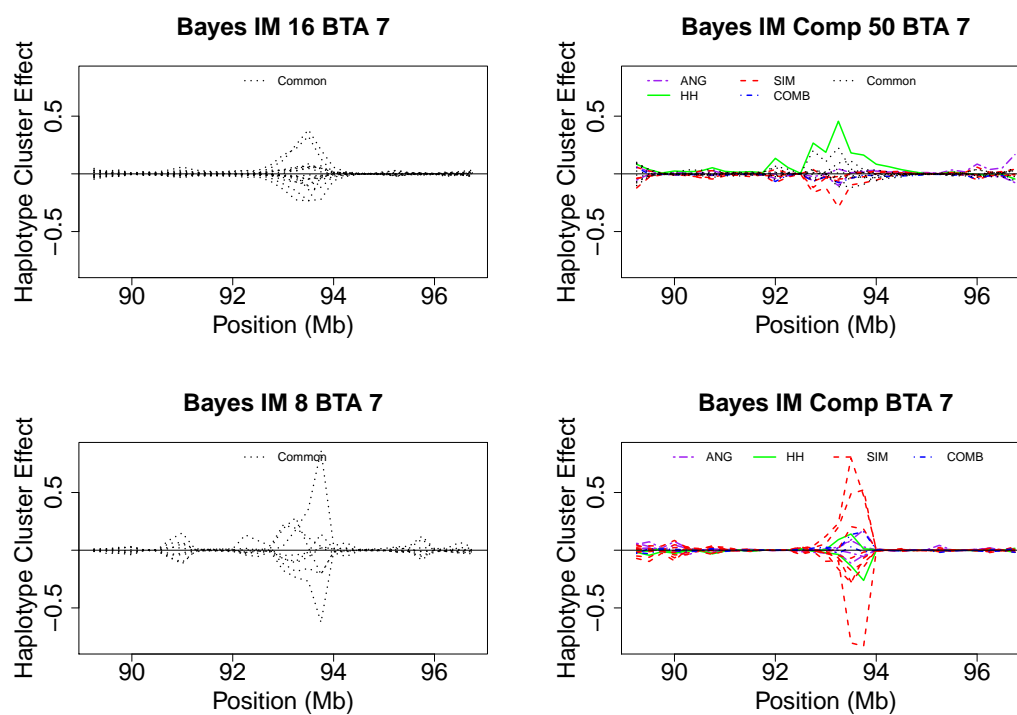 Bayes IM 16 BTA 7
Haplotype Cluster Effect
0.5
−0.5
Common
90 92 94 96
Position (Mb)
Bayes IM Comp 50 BTA 7
Haplotype Cluster Effect
0.5
−0.5
ANG SIM Common
HH COMB
90 92 94 96
Position (Mb)
Bayes IM 8 BTA 7
Haplotype Cluster Effect
0.5
−0.5
Common
90 92 94 96
Position (Mb)
Bayes IM Comp BTA 7
Haplotype Cluster Effect
0.5
−0.5
ANG HH SIM COMB
90 92 94 96
Position (Mb)